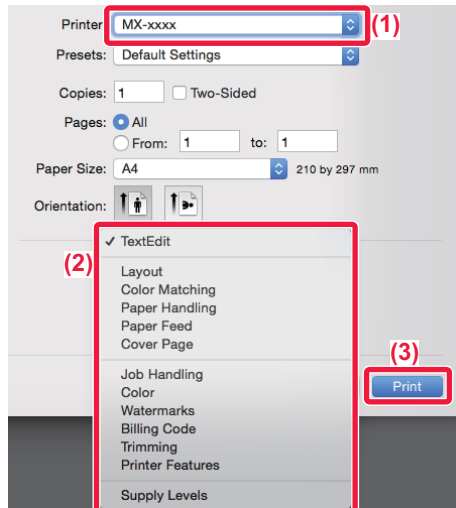 Printer MX-xxxx (1)
Presets: Default Settings
Copies: 1 Two-Sided
Pages: All
From: 1 to: 1
Paper Size: A4 210 by 297 mm
Orientation:
(2) ✓ TextEdit
Layout
Color Matching
Paper Handling
Paper Feed
Cover Page
(3)
Job Handling
Print
Color
Watermarks
Billing Code
Trimming
Printer Features
Supply Levels